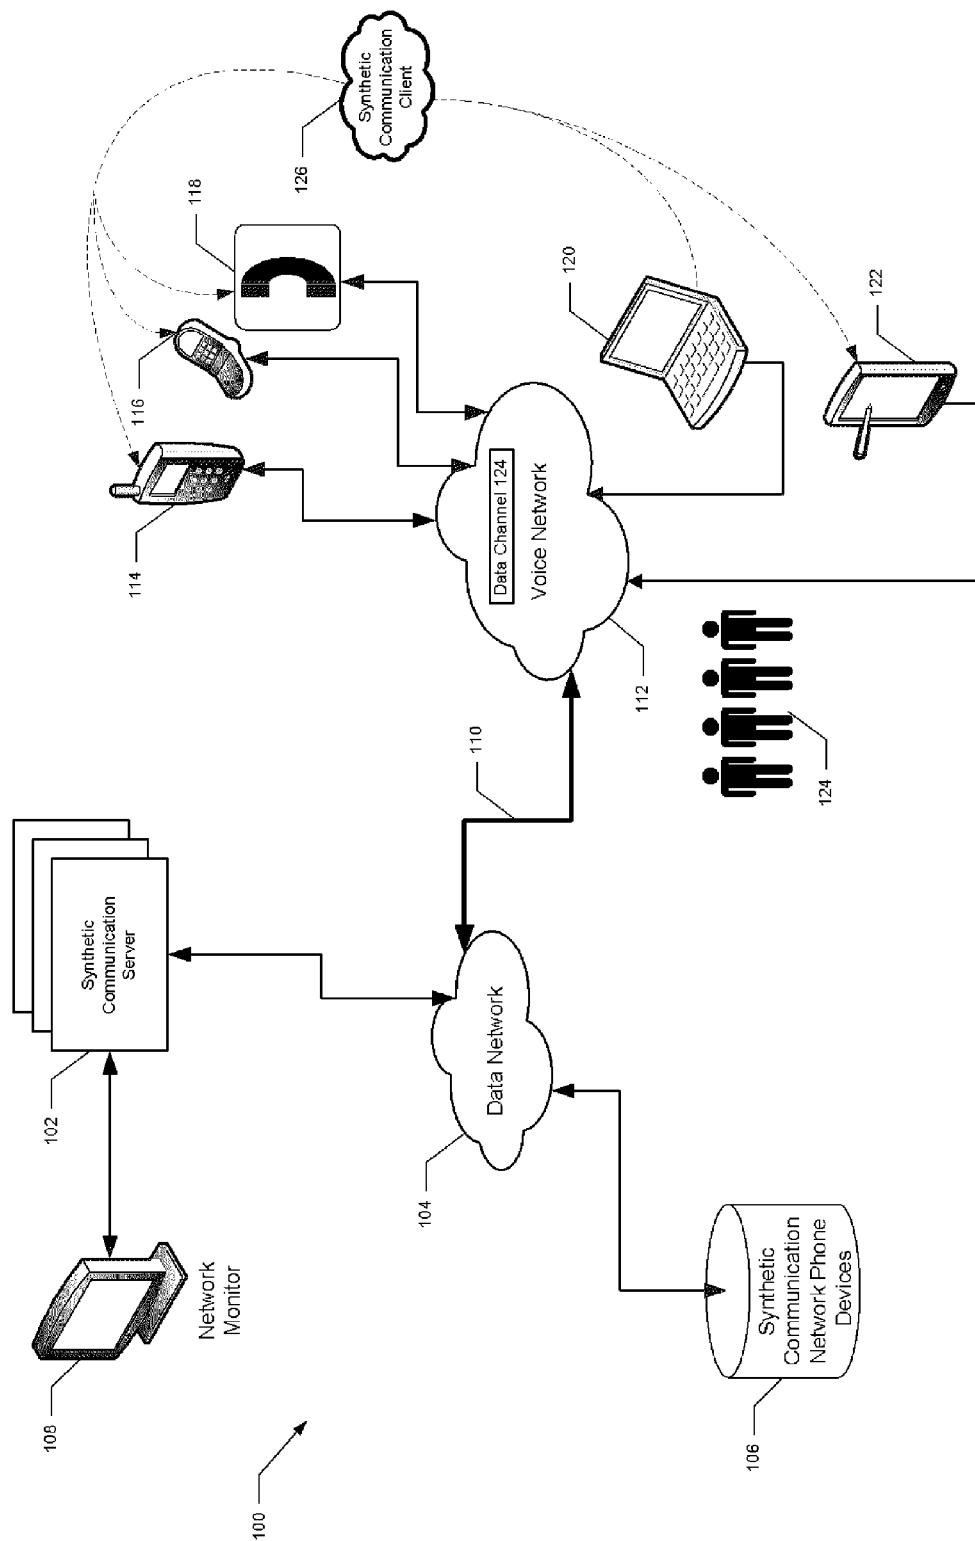 100
108
Network
Monitor
102
Synthetic
Communication
Server
106
Synthetic
Communication
Network Phone
Devices
104
Data Network
110
112
Data Channel 124
Voice Network
124
114
116
118
120
122
126
Synthetic
Communication
Client